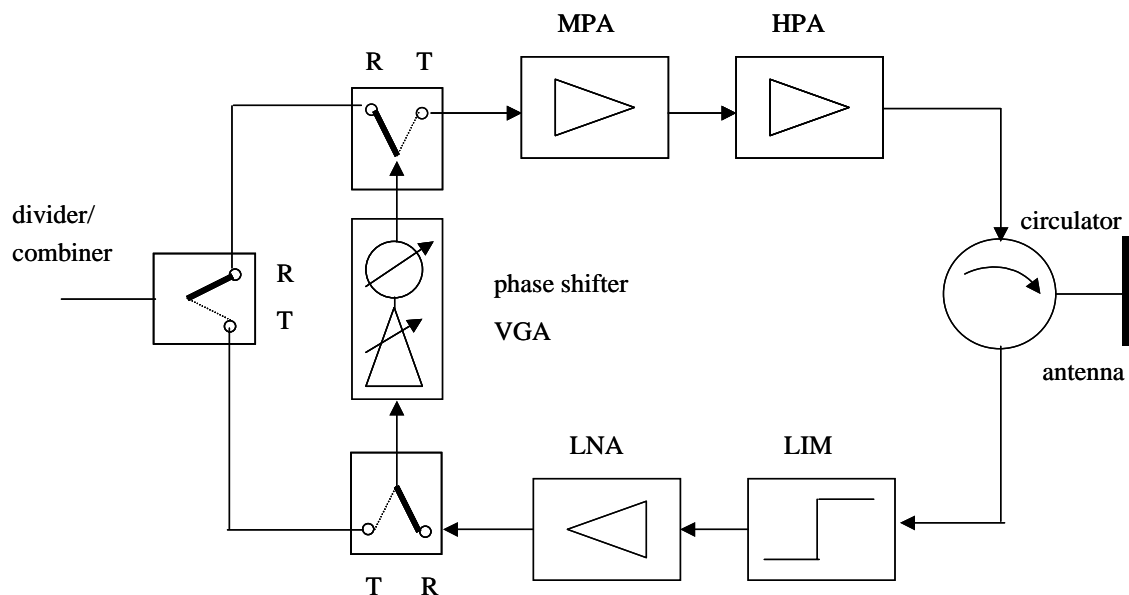 MPA
HPA
R T
divider/
combiner
circulator
R
T
phase shifter
VGA
antenna
LNA
LIM
T R